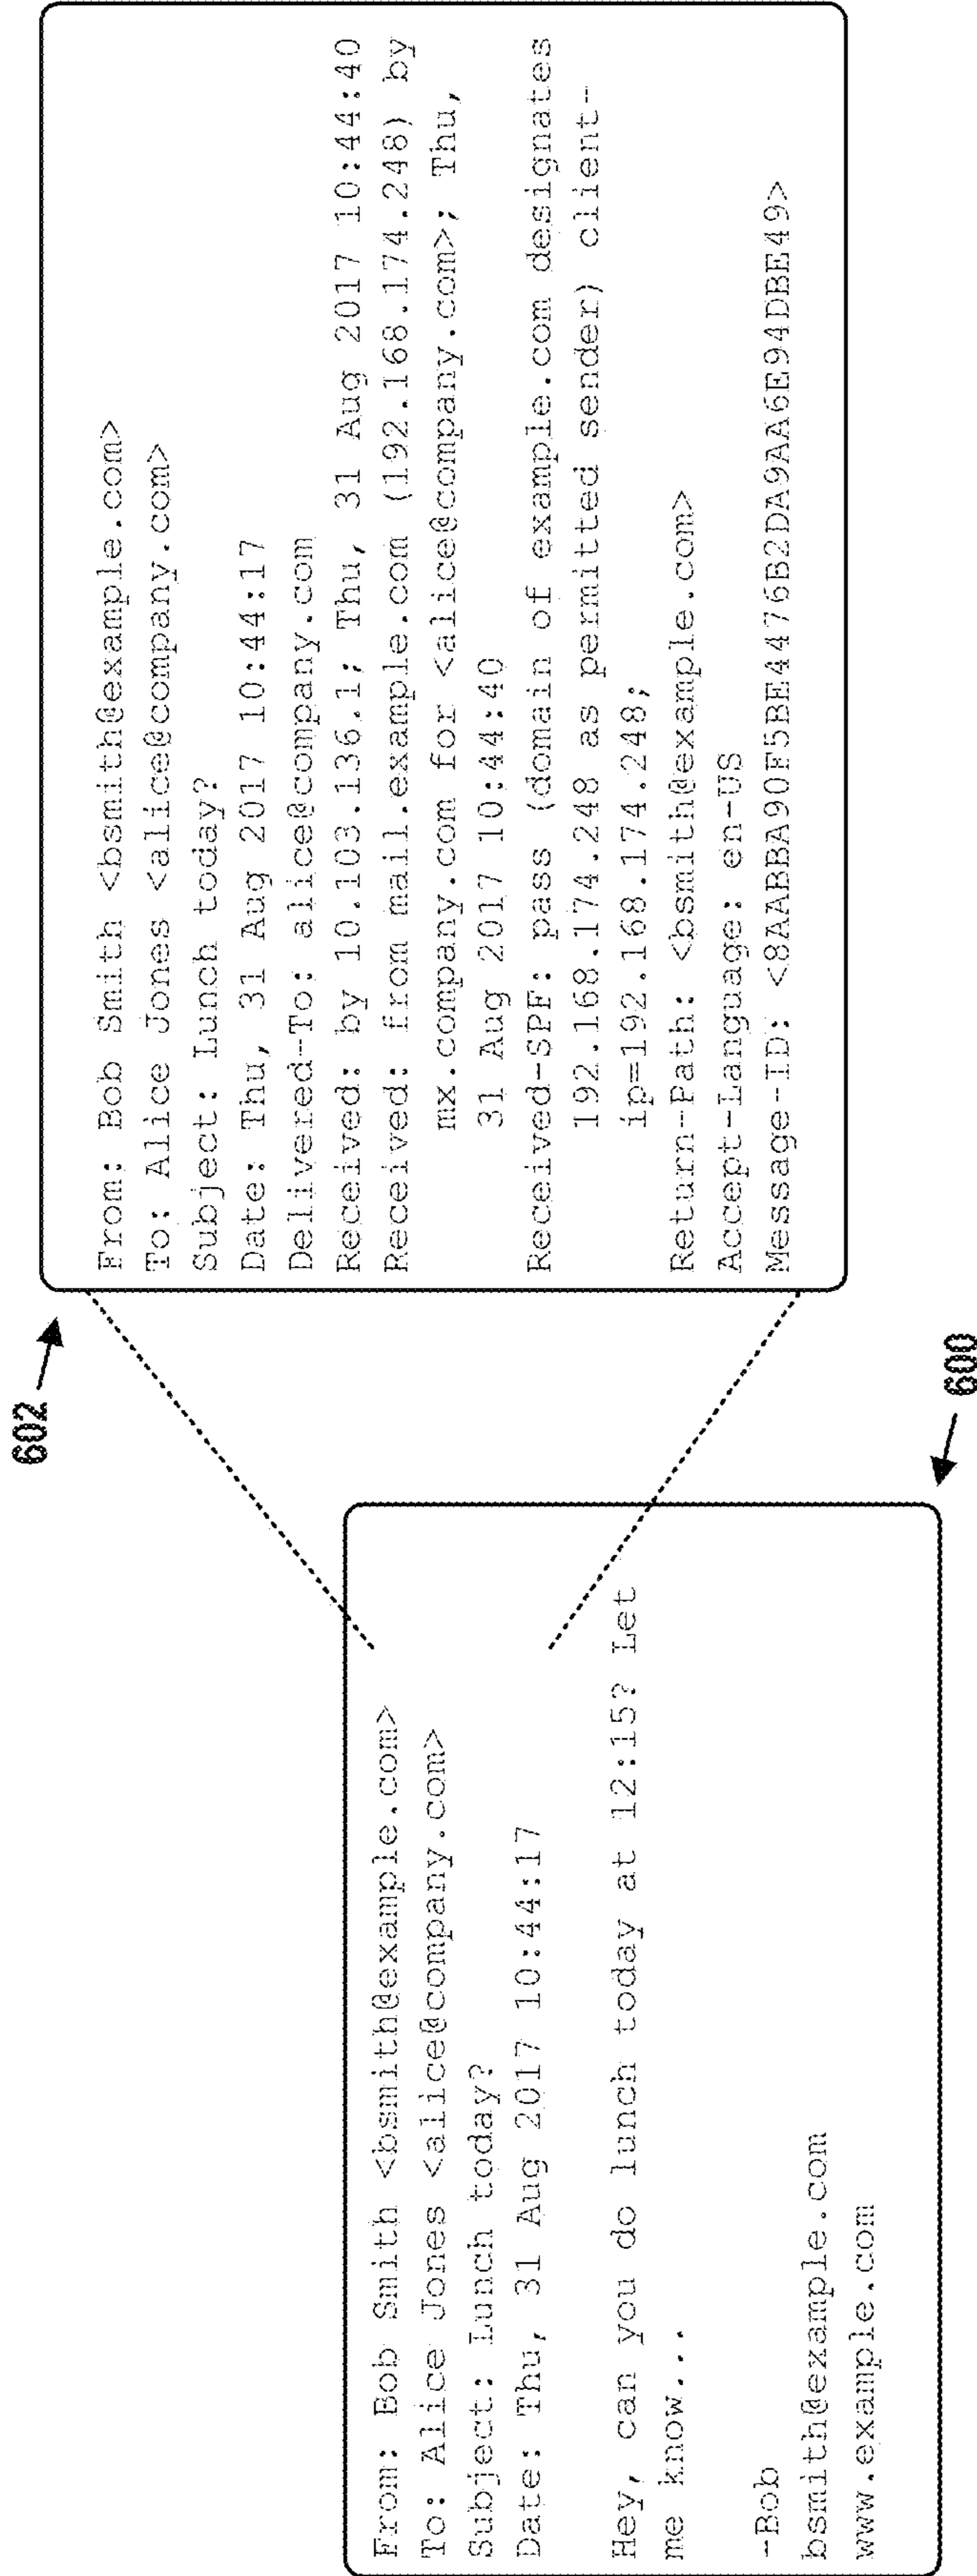 602
From: Bob Smith <bsmith@example.com>
To: Alice Jones <alice@company.com>
Subject: Lunch today?
Date: Thu, 31 Aug 2017 10:44:17
Delivered-To: alice@company.com
Received: by 10.103.136.1; Thu, 31 Aug 2017 10:44:40
Received: from mail.example.com (192.168.174.248) by
mx.company.com for <alice@company.com>; Thu,
31 Aug 2017 10:44:40
Received-SPF: pass (domain of example.com designates
192.168.174.248 as permitted sender) client-
ip=192.168.174.248;
Return-Path: <bsmith@example.com>
Accept-Language: en-US
Message-ID: <8AABBA90F5BE4476B2DA9AA6E94DBE49>
From: Bob Smith <bsmith@example.com>
To: Alice Jones <alice@company.com>
Subject: Lunch today?
Date: Thu, 31 Aug 2017 10:44:17
Hey, can you do lunch today at 12:15? Let
me know...
-Bob
bsmith@example.com
www.example.com
600